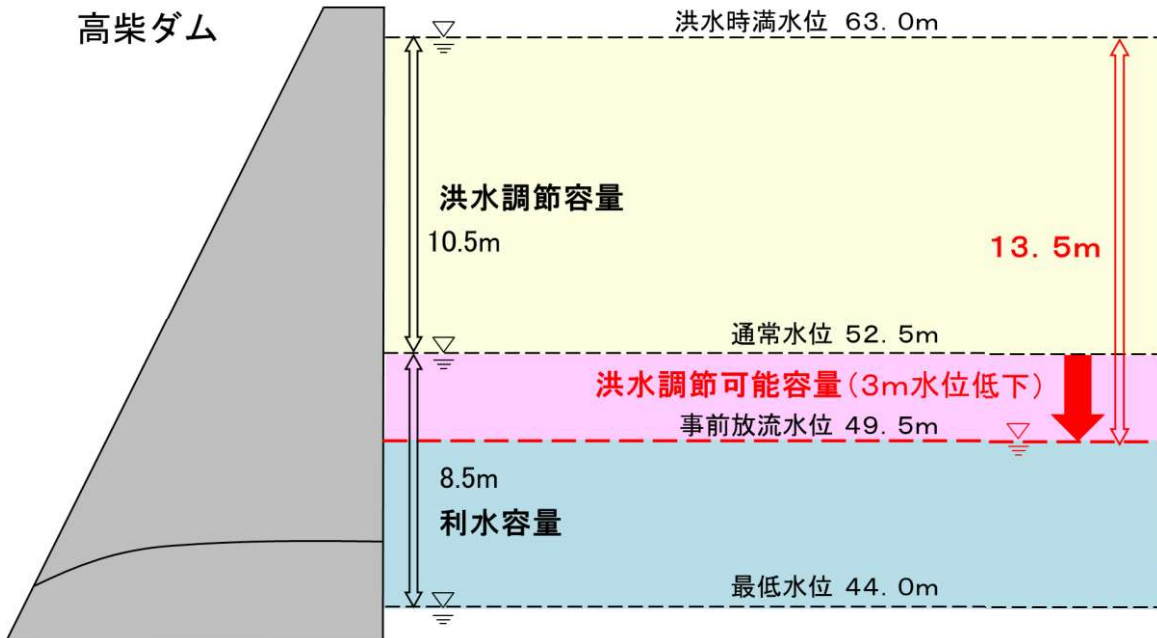 高柴ダム
洪水時満水位 63.0m
洪水調節容量
10.5m
13.5m
通常水位 52.5m
洪水調節可能容量(3m水位低下)
事前放流水位 49.5m
8.5m
利水容量
最低水位 44.0m